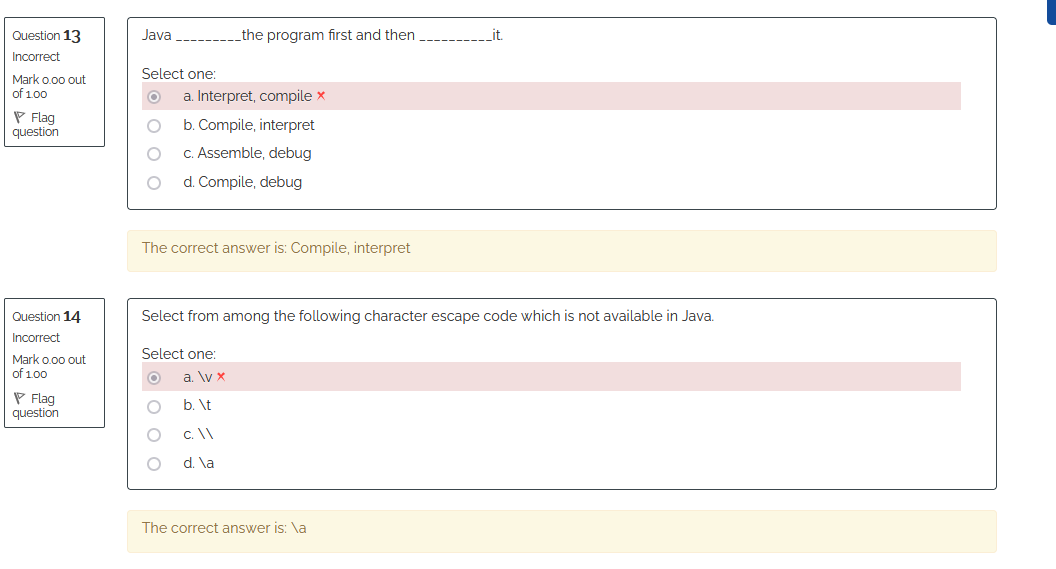 Question 13
Incorrect
Mark 0.00 out
of 1.00
Flag
question
Java _________the program first and then __________it.
Select one:
a. Interpret, compile
b. Compile, interpret
c. Assemble, debug
d. Compile, debug
The correct answer is: Compile, interpret
Question 14
Incorrect
Mark 0.00 out
of 1.00
Flag
question
Select from among the following character escape code which is not available in Java.
Select one:
a. \v
b. \t
c. \\
d. \a
The correct answer is: \a